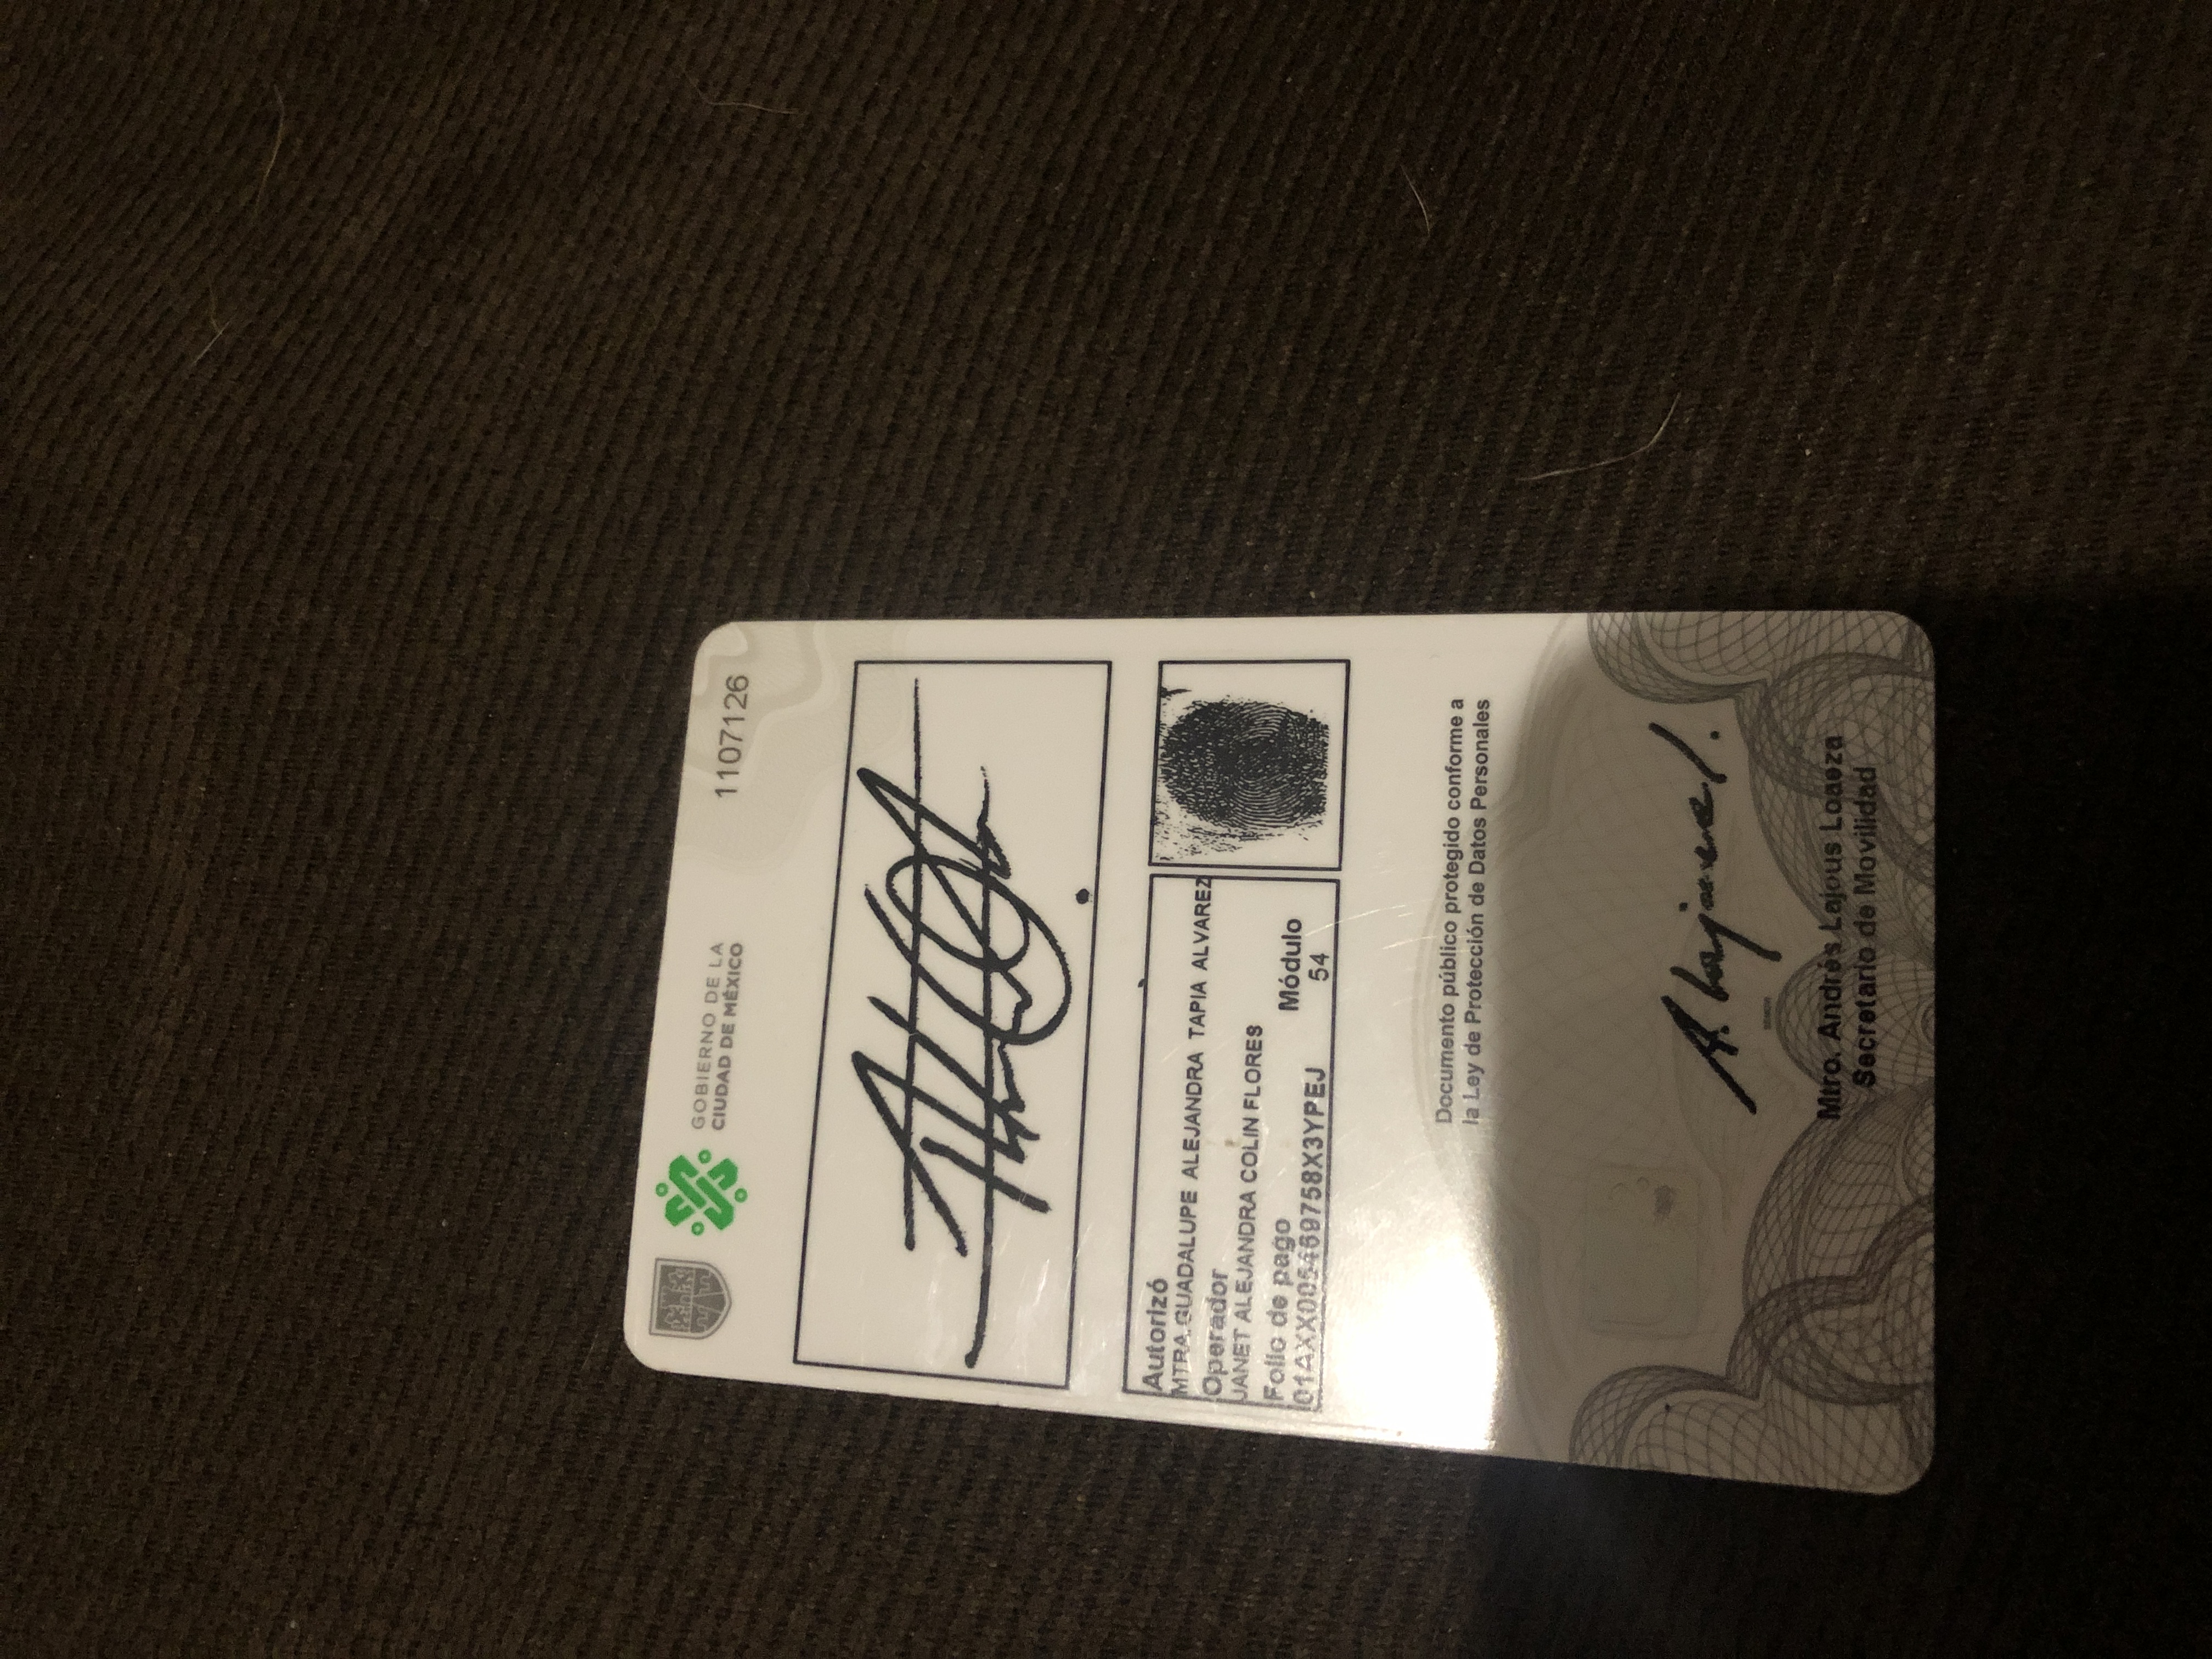 GOBIERNO DE LA
CIUDAD DE MÉXICO
1107126
Autorizó
MTRA.GUADALUPE ALEJANDRA TAPIA ALVAREZ
Operador
JANET ALEJANDRA COLIN FLORES
Folio de pago Módulo
54
Documento público protegido conforme a
la Ley de Protección de Datos Personales
A. Lajous L.
Mtro. Andrés Lajous Loaeza
Secretario de Movilidad